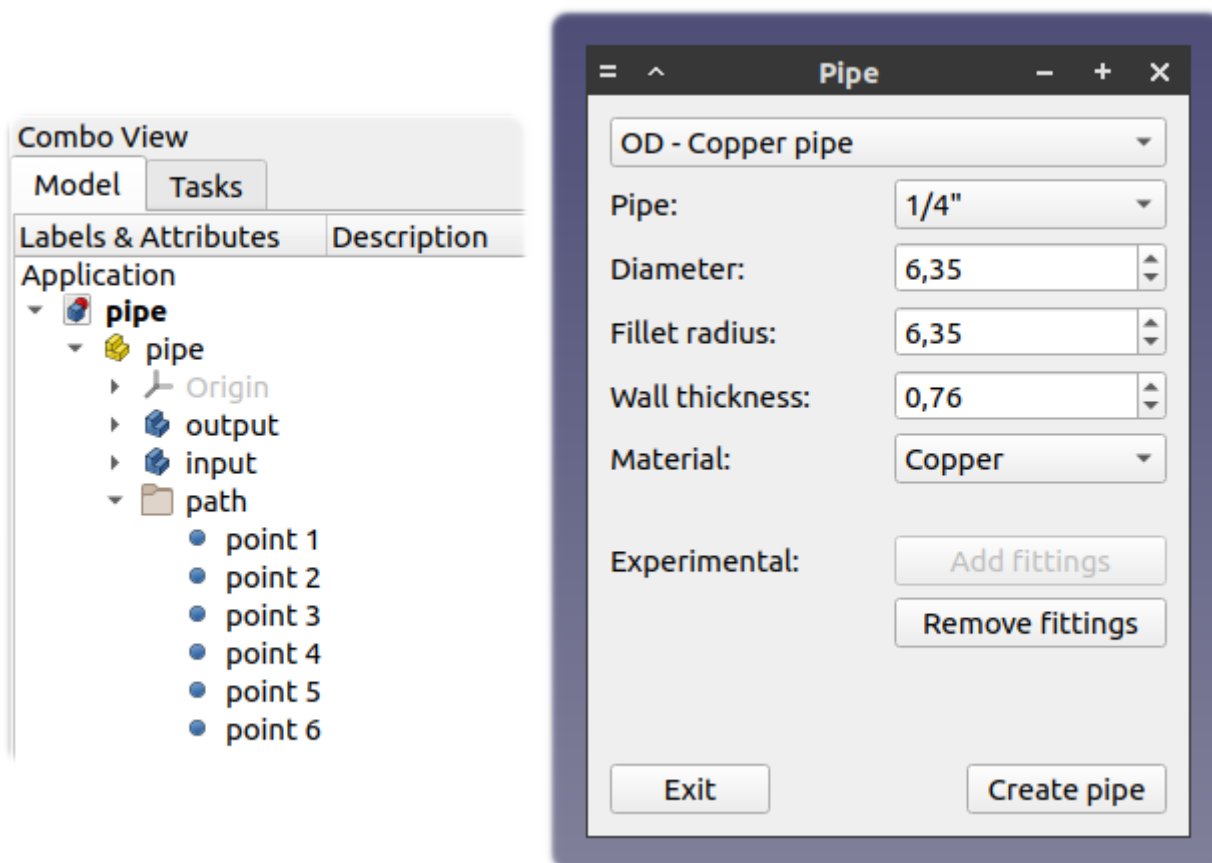 Combo View
Model Tasks
Labels & Attributes Description
Application
pipe
pipe
Origin
output
input
path
point 1
point 2
point 3
point 4
point 5
point 6
Pipe
OD - Copper pipe
Pipe: 1/4"
Diameter: 6,35
Fillet radius: 6,35
Wall thickness: 0,76
Material: Copper
Experimental: Add fittings
Remove fittings
Exit Create pipe